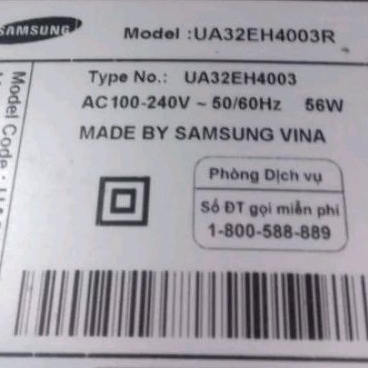 SAMSUNG Model :UA32EH4003R
Type No.: UA32EH4003
AC100-240V ~ 50/60Hz 56W
MADE BY SAMSUNG VINA
Phòng Dịch vụ
Số ĐT gọi miễn phí
1-800-588-889
Model Code :